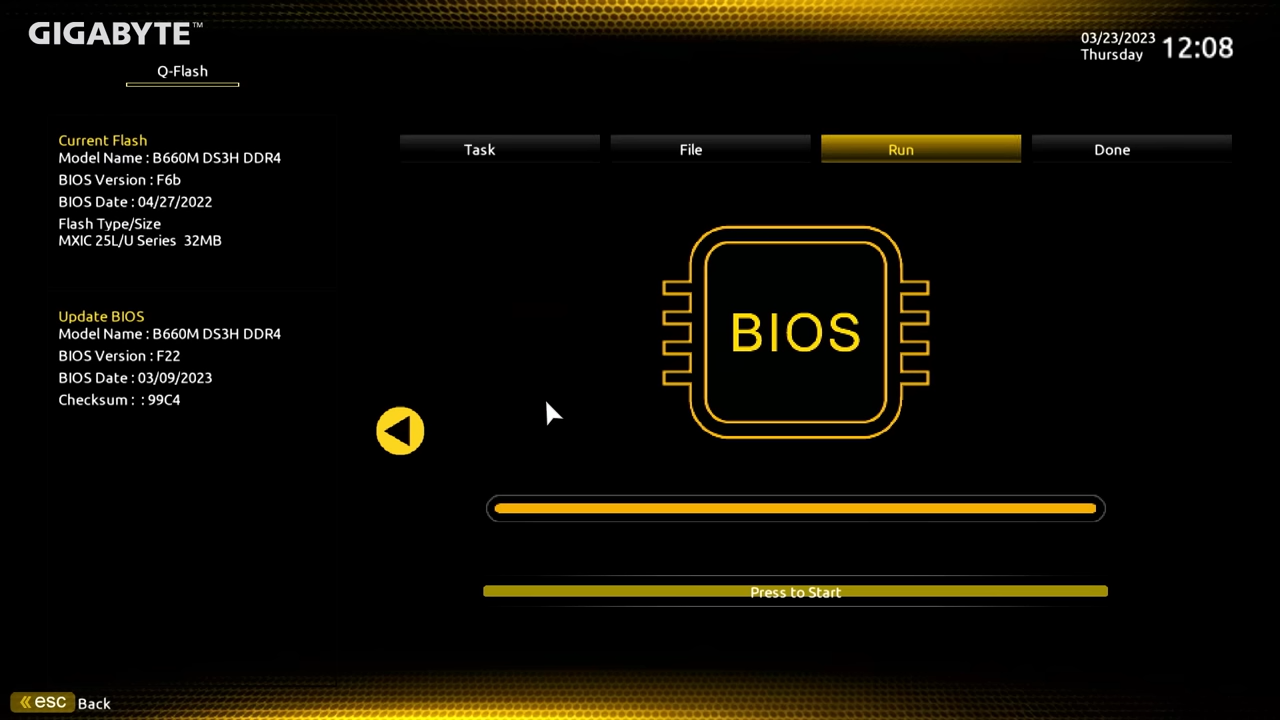 GIGABYTE™
03/23/2023
Thursday
12:08
Q-Flash
Current Flash
Model Name : B660M DS3H DDR4
BIOS Version : F6b
BIOS Date : 04/27/2022
Flash Type/Size
MXIC 25L/U Series 32MB
Update BIOS
Model Name : B660M DS3H DDR4
BIOS Version : F22
BIOS Date : 03/09/2023
Checksum : : 99C4
Task
File
Run
Done
BIOS
Press to Start
«esc Back